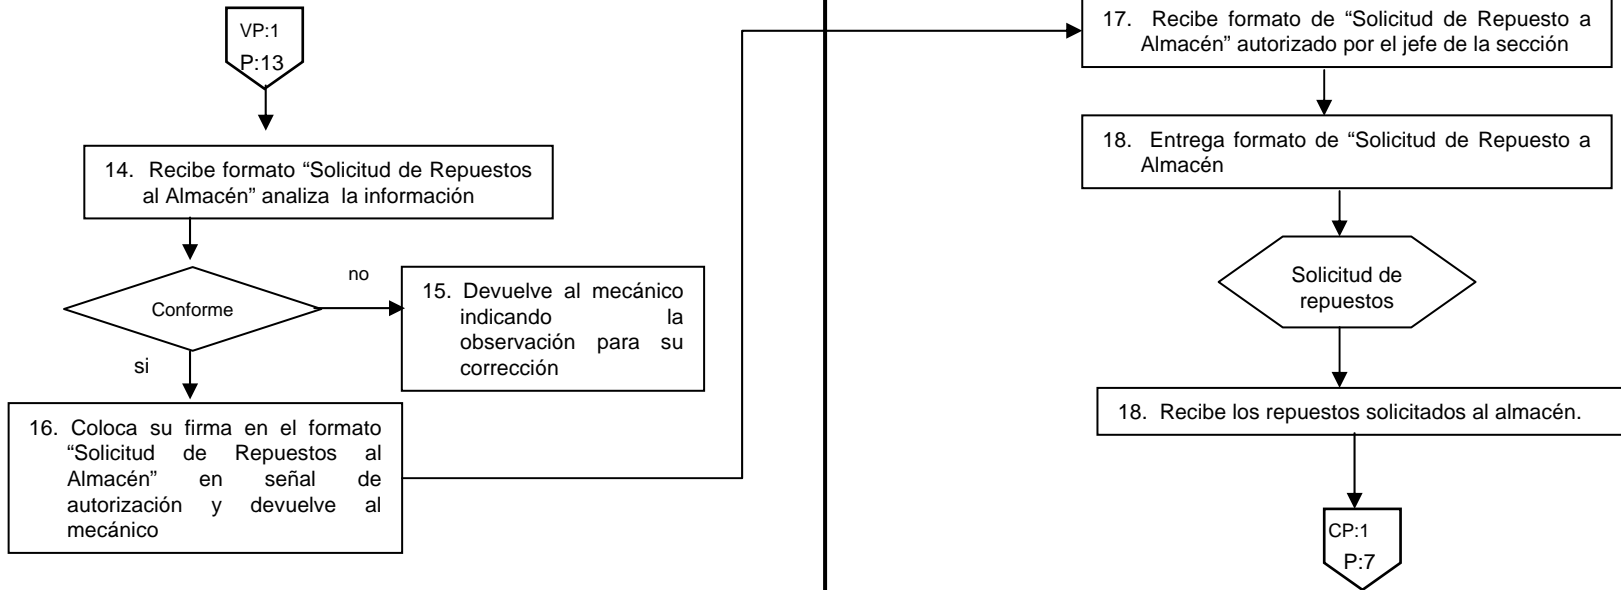 VP:1
P:13
14. Recibe formato “Solicitud de Repuestos
al Almacén” analiza la información
Conforme
no
si
15. Devuelve al mecánico
indicando la
observación para su
corrección
16. Coloca su firma en el formato
“Solicitud de Repuestos al
Almacén” en señal de
autorización y devuelve al
mecánico
17. Recibe formato de “Solicitud de Repuesto a
Almacén” autorizado por el jefe de la sección
18. Entrega formato de “Solicitud de Repuesto a
Almacén
Solicitud de
repuestos
18. Recibe los repuestos solicitados al almacén.
CP:1
P:7